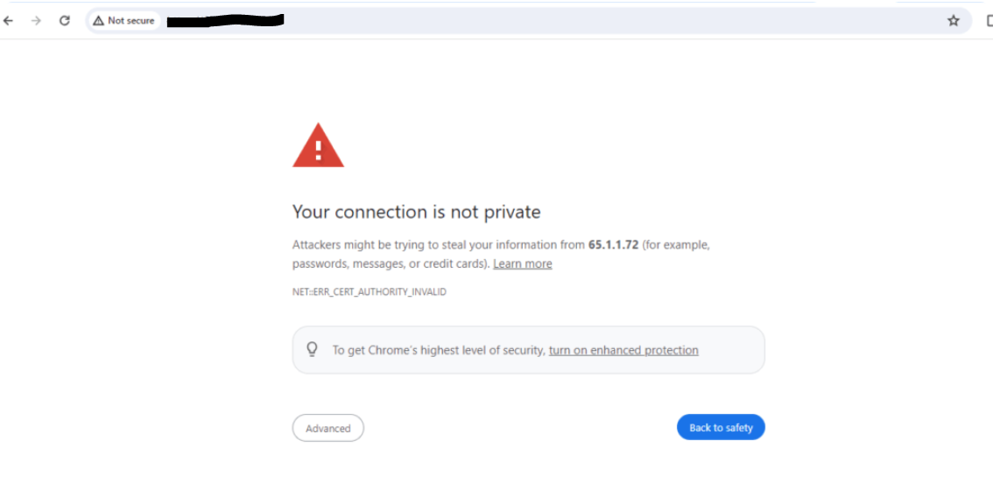 Not secure
Your connection is not private
Attackers might be trying to steal your information from 65.1.1.72 (for example,
passwords, messages, or credit cards). Learn more
NET::ERR_CERT_AUTHORITY_INVALID
To get Chrome's highest level of security, turn on enhanced protection
Advanced
Back to safety